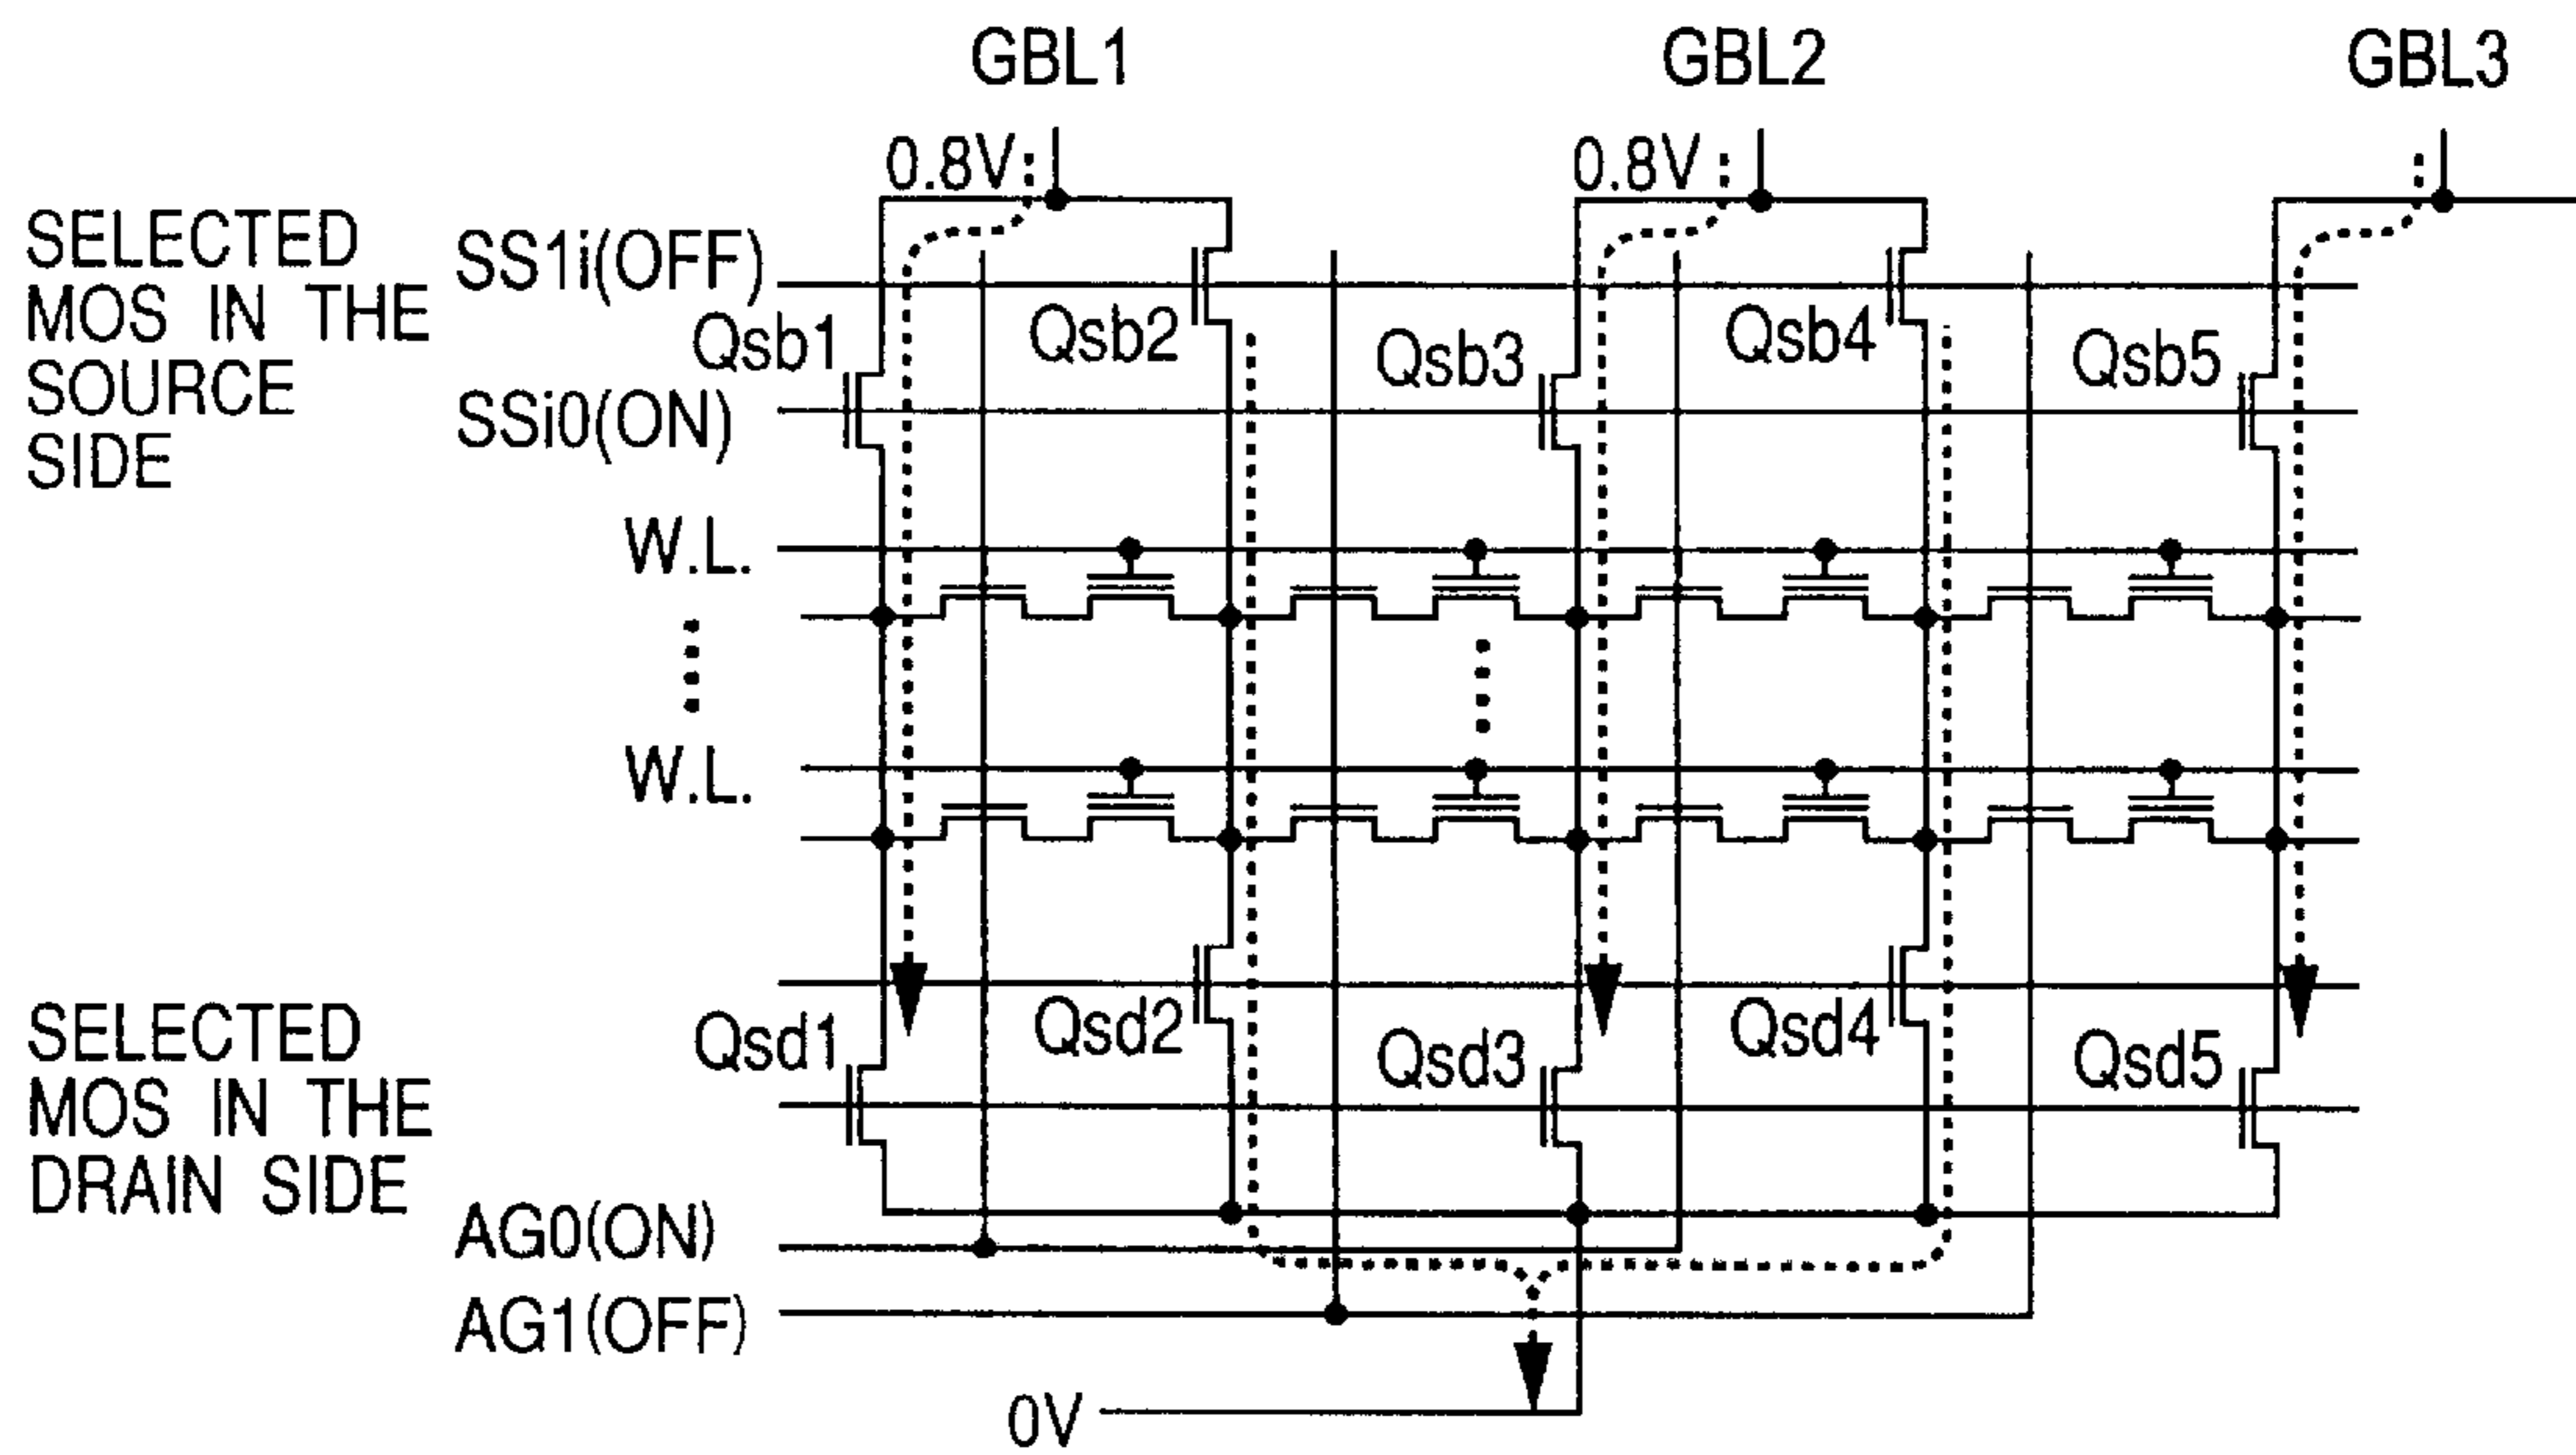 GBL1 GBL2 GBL3
0.8V 0.8V
SELECTED
MOS IN THE
SOURCE
SIDE
SS1i(OFF)
Qsb1 Qsb2 Qsb3 Qsb4 Qsb5
SSi0(ON)
W.L.
W.L.
SELECTED
MOS IN THE
DRAIN SIDE
Qsd1 Qsd2 Qsd3 Qsd4 Qsd5
AG0(ON)
AG1(OFF)
0V